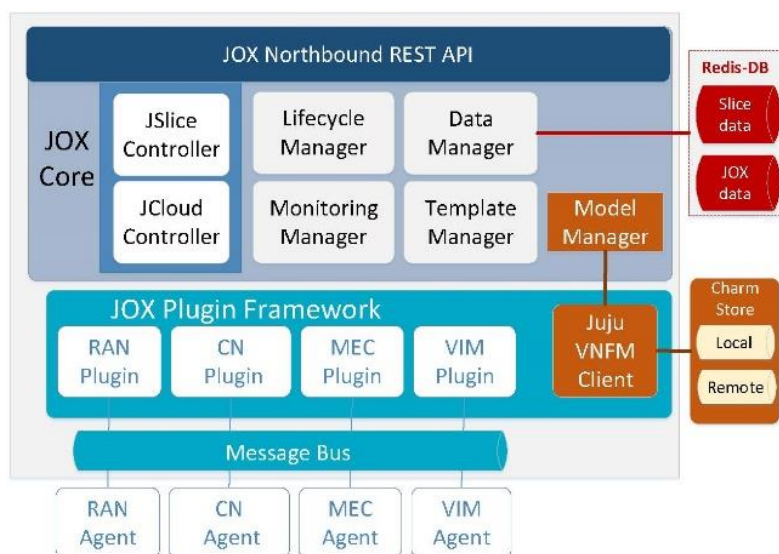 JOX Northbound REST API
JOX
Core
JSlice
Controller
Lifecycle
Manager
Data
Manager
JCloud
Controller
Monitoring
Manager
Template
Manager
Model
Manager
Redis-DB
Slice
data
JOX
data
JOX Plugin Framework
RAN
Plugin
CN
Plugin
MEC
Plugin
VIM
Plugin
Juju
VNFM
Client
Charm
Store
Local
Remote
Message Bus
RAN
Agent
CN
Agent
MEC
Agent
VIM
Agent